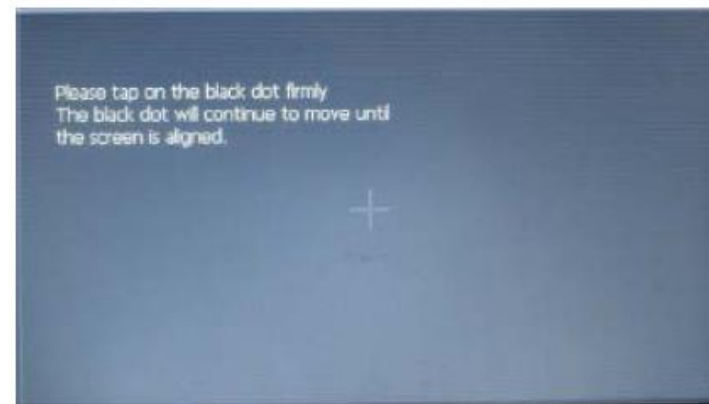 Please tap on the black dot firmly
The black dot will continue to move until
the screen is aligned.